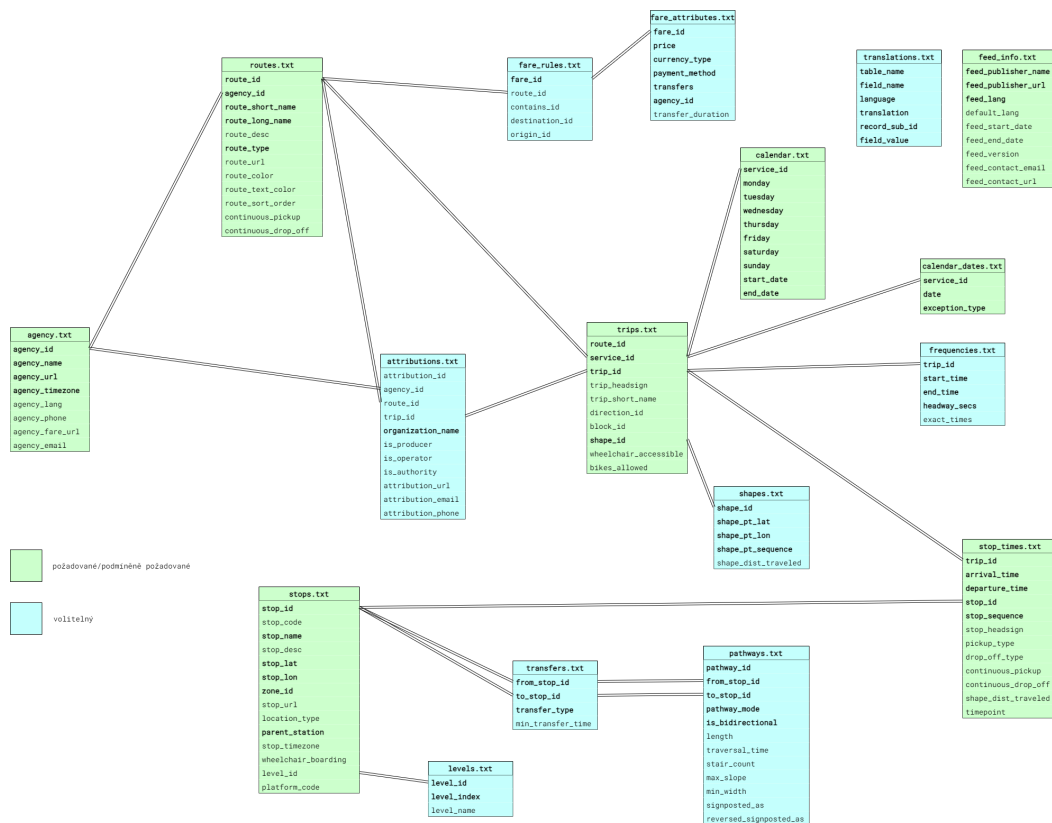 fare_attributes.txt
fare_id
price
currency_type
payment_method
transfers
agency_id
transfer_duration
routes.txt
route_id
agency_id
route_short_name
route_long_name
route_desc
route_type
route_url
route_color
route_text_color
route_sort_order
continuous_pickup
continuous_drop_off
fare_rules.txt
fare_id
route_id
contains_id
destination_id
origin_id
translations.txt
table_name
field_name
language
translation
record_sub_id
field_value
feed_info.txt
feed_publisher_name
feed_publisher_url
feed_lang
default_lang
feed_start_date
feed_end_date
feed_version
feed_contact_email
feed_contact_url
calendar.txt
service_id
monday
tuesday
wednesday
thursday
friday
saturday
sunday
start_date
end_date
calendar_dates.txt
service_id
date
exception_type
agency.txt
agency_id
agency_name
agency_url
agency_timezone
agency_lang
agency_phone
agency_fare_url
agency_email
attributions.txt
attribution_id
agency_id
route_id
trip_id
organization_name
is_producer
is_operator
is_authority
attribution_url
attribution_email
attribution_phone
trips.txt
route_id
service_id
trip_id
trip_headsign
trip_short_name
direction_id
block_id
shape_id
wheelchair_accessible
bikes_allowed
frequencies.txt
trip_id
start_time
end_time
headway_secs
exact_times
shapes.txt
shape_id
shape_pt_lat
shape_pt_lon
shape_pt_sequence
shape_dist_traveled
stop_times.txt
trip_id
arrival_time
departure_time
stop_id
stop_sequence
stop_headsign
pickup_type
drop_off_type
continuous_pickup
continuous_drop_off
shape_dist_traveled
timepoint
požadované/podmíněně požadované
volitelný
stops.txt
stop_id
stop_code
stop_name
stop_desc
stop_lat
stop_lon
zone_id
stop_url
location_type
parent_station
stop_timezone
wheelchair_boarding
level_id
platform_code
transfers.txt
from_stop_id
to_stop_id
transfer_type
min_transfer_time
pathways.txt
pathway_id
from_stop_id
to_stop_id
pathway_mode
is_bidirectional
length
traversal_time
stair_count
max_slope
min_width
signposted_as
reversed_signposted_as
levels.txt
level_id
level_index
level_name